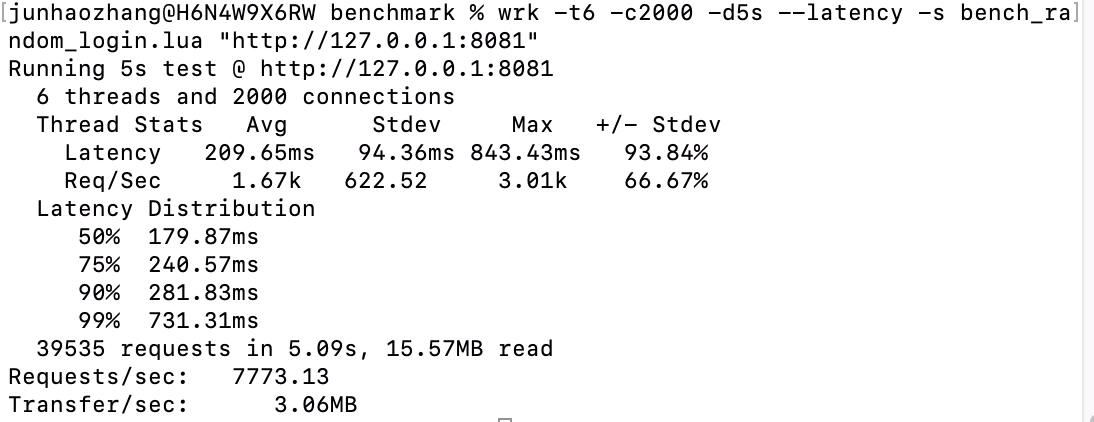 [junhaozhang@H6N4W9X6RW benchmark % wrk -t6 -c2000 -d5s --latency -s bench_ra]
ndom_login.lua "http://127.0.0.1:8081"
Running 5s test @ http://127.0.0.1:8081
  6 threads and 2000 connections
  Thread Stats   Avg      Stdev     Max   +/- Stdev
    Latency   209.65ms   94.36ms 843.43ms   93.84%
    Req/Sec     1.67k   622.52     3.01k    66.67%
  Latency Distribution
     50%  179.87ms
     75%  240.57ms
     90%  281.83ms
     99%  731.31ms
  39535 requests in 5.09s, 15.57MB read
Requests/sec:   7773.13
Transfer/sec:      3.06MB